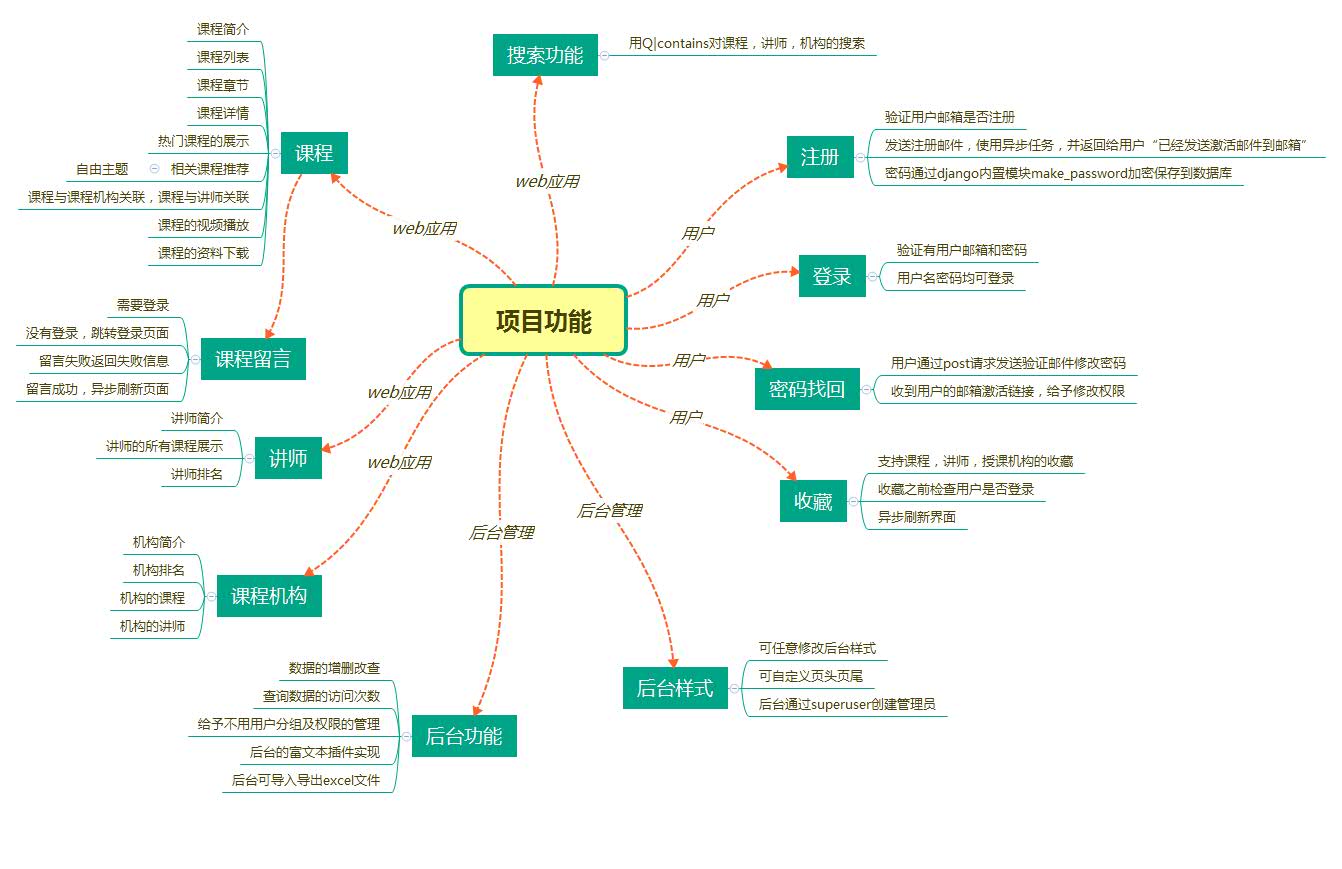 项目功能
web应用
搜索功能
用Q|contains对课程，讲师，机构的搜索
用户
注册
验证用户邮箱是否注册
发送注册邮件，使用异步任务，并返回给用户“已经发送激活邮件到邮箱”
密码通过django内置模块make_password加密保存到数据库
用户
登录
验证有用户邮箱和密码
用户名密码均可登录
用户
密码找回
用户通过post请求发送验证邮件修改密码
收到用户的邮箱激活链接，给予修改权限
用户
收藏
支持课程，讲师，授课机构的收藏
收藏之前检查用户是否登录
异步刷新界面
后台管理
后台样式
可任意修改后台样式
可自定义页头页尾
后台通过superuser创建管理员
后台管理
后台功能
数据的增删改查
查询数据的访问次数
给予不用用户分组及权限的管理
后台的富文本插件实现
后台可导入导出excel文件
web应用
课程机构
机构简介
机构排名
机构的课程
机构的讲师
web应用
讲师
讲师简介
讲师的所有课程展示
讲师排名
课程留言
需要登录
没有登录，跳转登录页面
留言失败返回失败信息
留言成功，异步刷新页面
web应用
课程
课程简介
课程列表
课程章节
课程详情
热门课程的展示
相关课程推荐
自由主题
课程与课程机构关联，课程与讲师关联
课程的视频播放
课程的资料下载